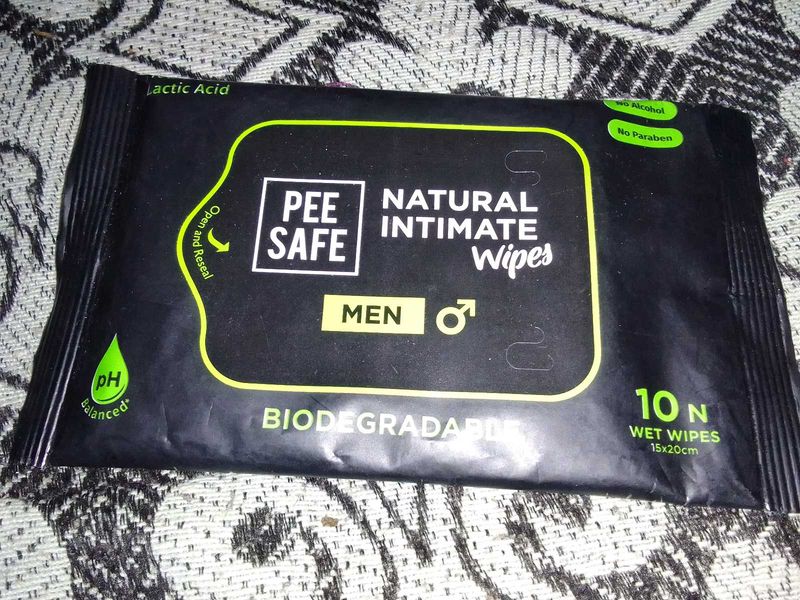 Lactic Acid
No Alcohol
No Paraben
Open and Reseal
PEE
SAFE
NATURAL
INTIMATE
Wipes
MEN
pH
Balanced*
BIODEGRADABLE
10 N
WET WIPES
15x20cm